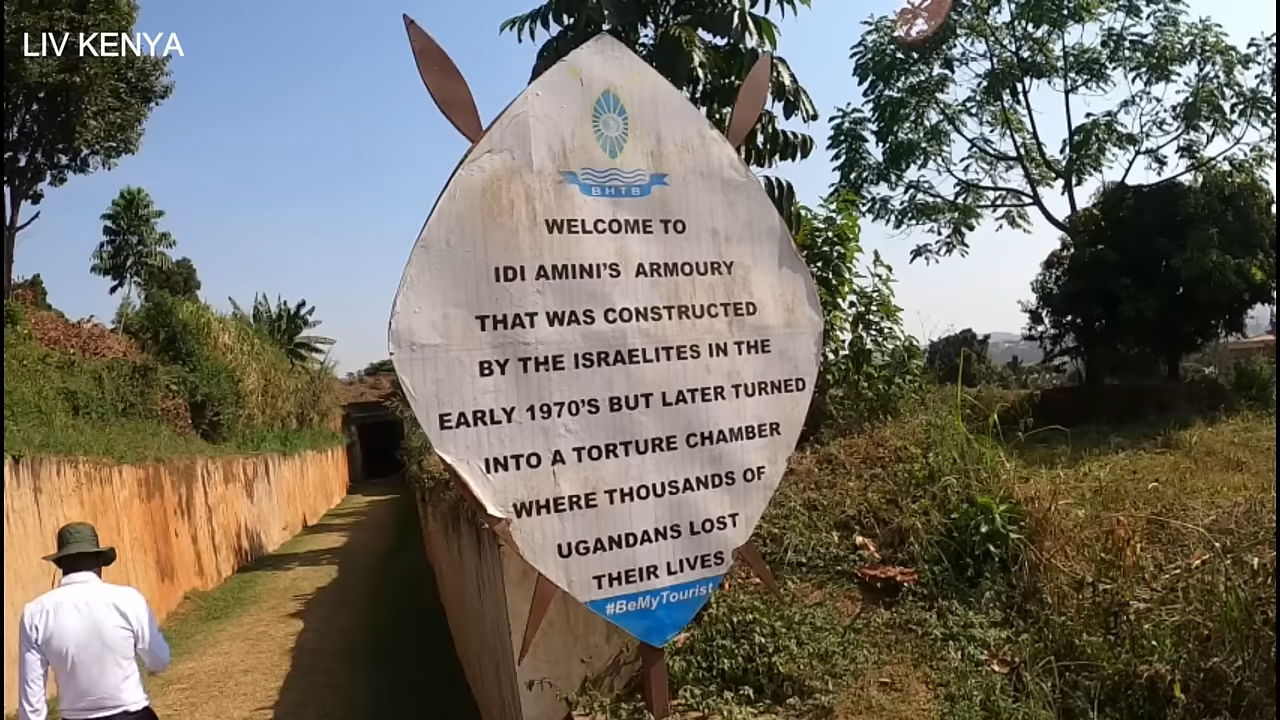 LIV KENYA
BHTB
WELCOME TO
IDI AMINI'S ARMOURY
THAT WAS CONSTRUCTED
BY THE ISRAELITES IN THE
EARLY 1970'S BUT LATER TURNED
INTO A TORTURE CHAMBER
WHERE THOUSANDS OF
UGANDANS LOST
THEIR LIVES
#BeMyTourist